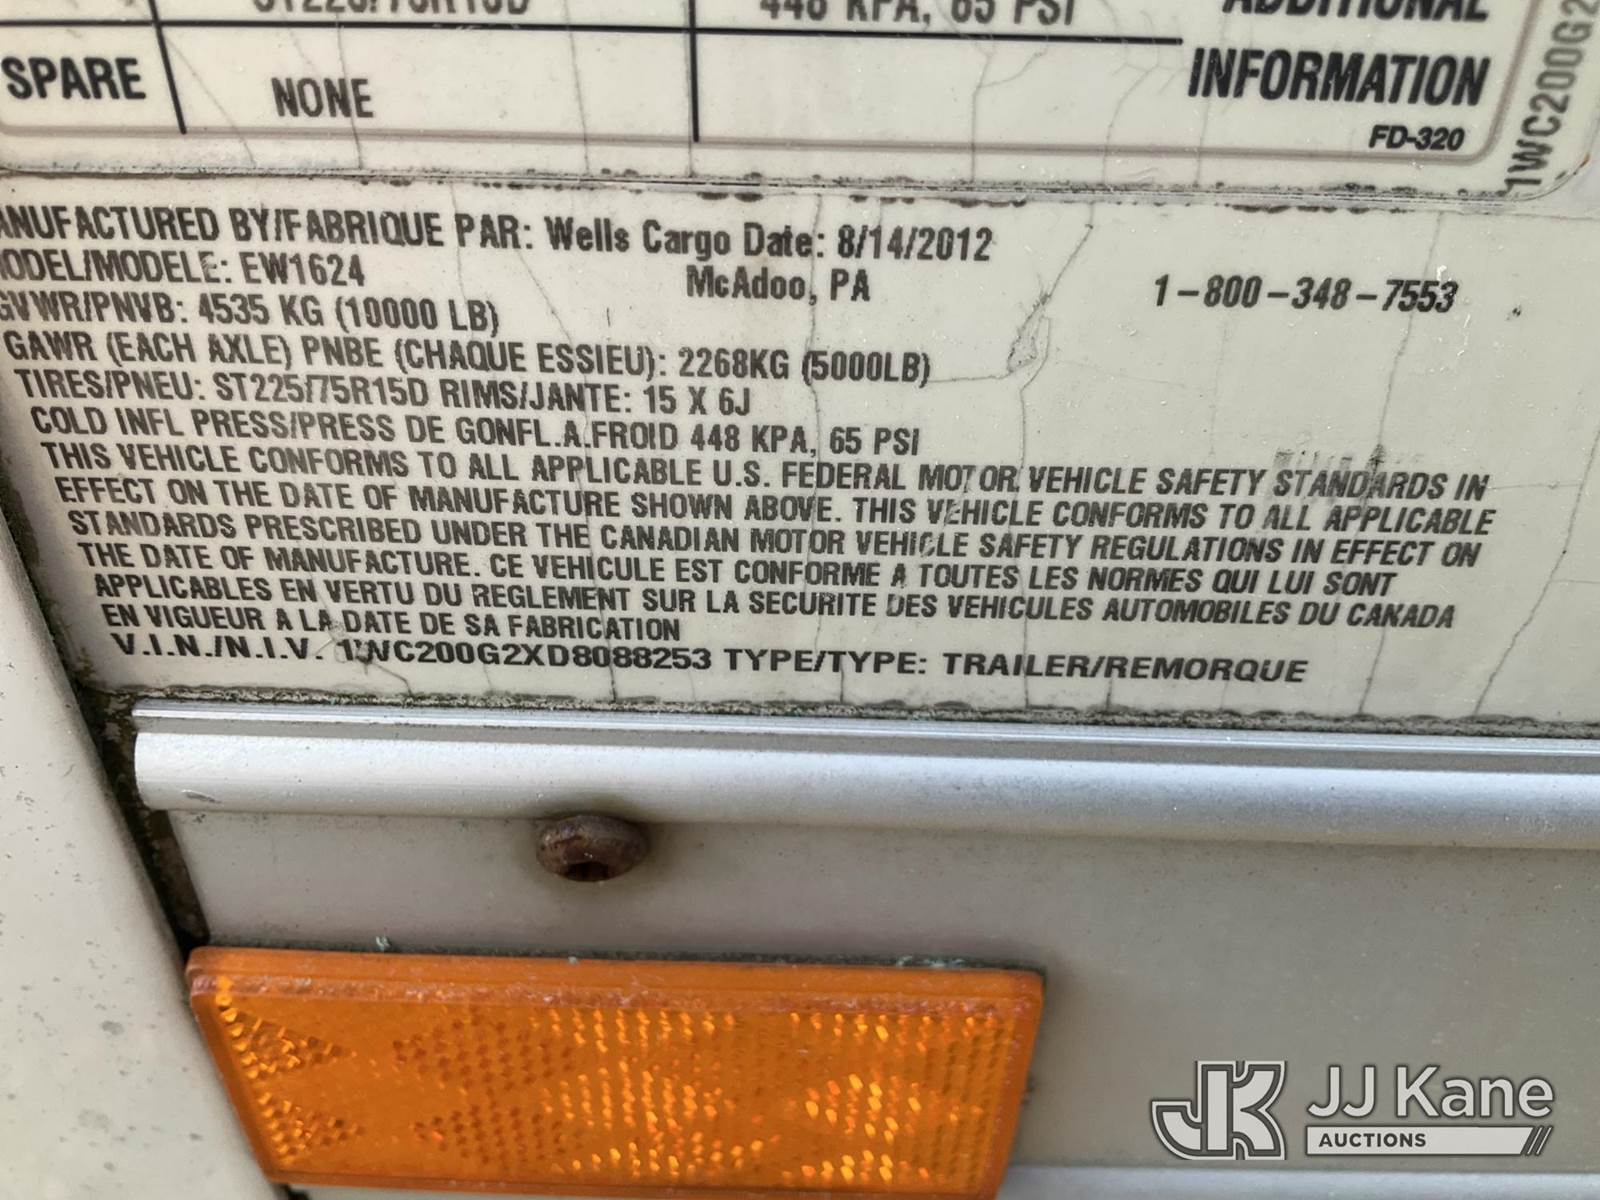 ST225/75R15D 448 KPA, 65 PSI ADDITIONAL
SPARE NONE INFORMATION
FD-320
1WC200G2
MANUFACTURED BY/FABRIQUE PAR: Wells Cargo Date: 8/14/2012
MODEL/MODELE: EW1624 McAdoo, PA 1-800-348-7553
GVWR/PNVB: 4535 KG (10000 LB)
GAWR (EACH AXLE) PNBE (CHAQUE ESSIEU): 2268KG (5000LB)
TIRES/PNEU: ST225/75R15D RIMS/JANTE: 15 X 6J
COLD INFL PRESS/PRESS DE GONFL.A.FROID 448 KPA, 65 PSI
THIS VEHICLE CONFORMS TO ALL APPLICABLE U.S. FEDERAL MOTOR VEHICLE SAFETY STANDARDS IN
EFFECT ON THE DATE OF MANUFACTURE SHOWN ABOVE. THIS VEHICLE CONFORMS TO ALL APPLICABLE
STANDARDS PRESCRIBED UNDER THE CANADIAN MOTOR VEHICLE SAFETY REGULATIONS IN EFFECT ON
THE DATE OF MANUFACTURE. CE VEHICULE EST CONFORME A TOUTES LES NORMES QUI LUI SONT
APPLICABLES EN VERTU DU REGLEMENT SUR LA SECURITE DES VEHICULES AUTOMOBILES DU CANADA
EN VIGUEUR A LA DATE DE SA FABRICATION
V.I.N./N.I.V. 1WC200G2XD8088253 TYPE/TYPE: TRAILER/REMORQUE
JJ Kane
AUCTIONS